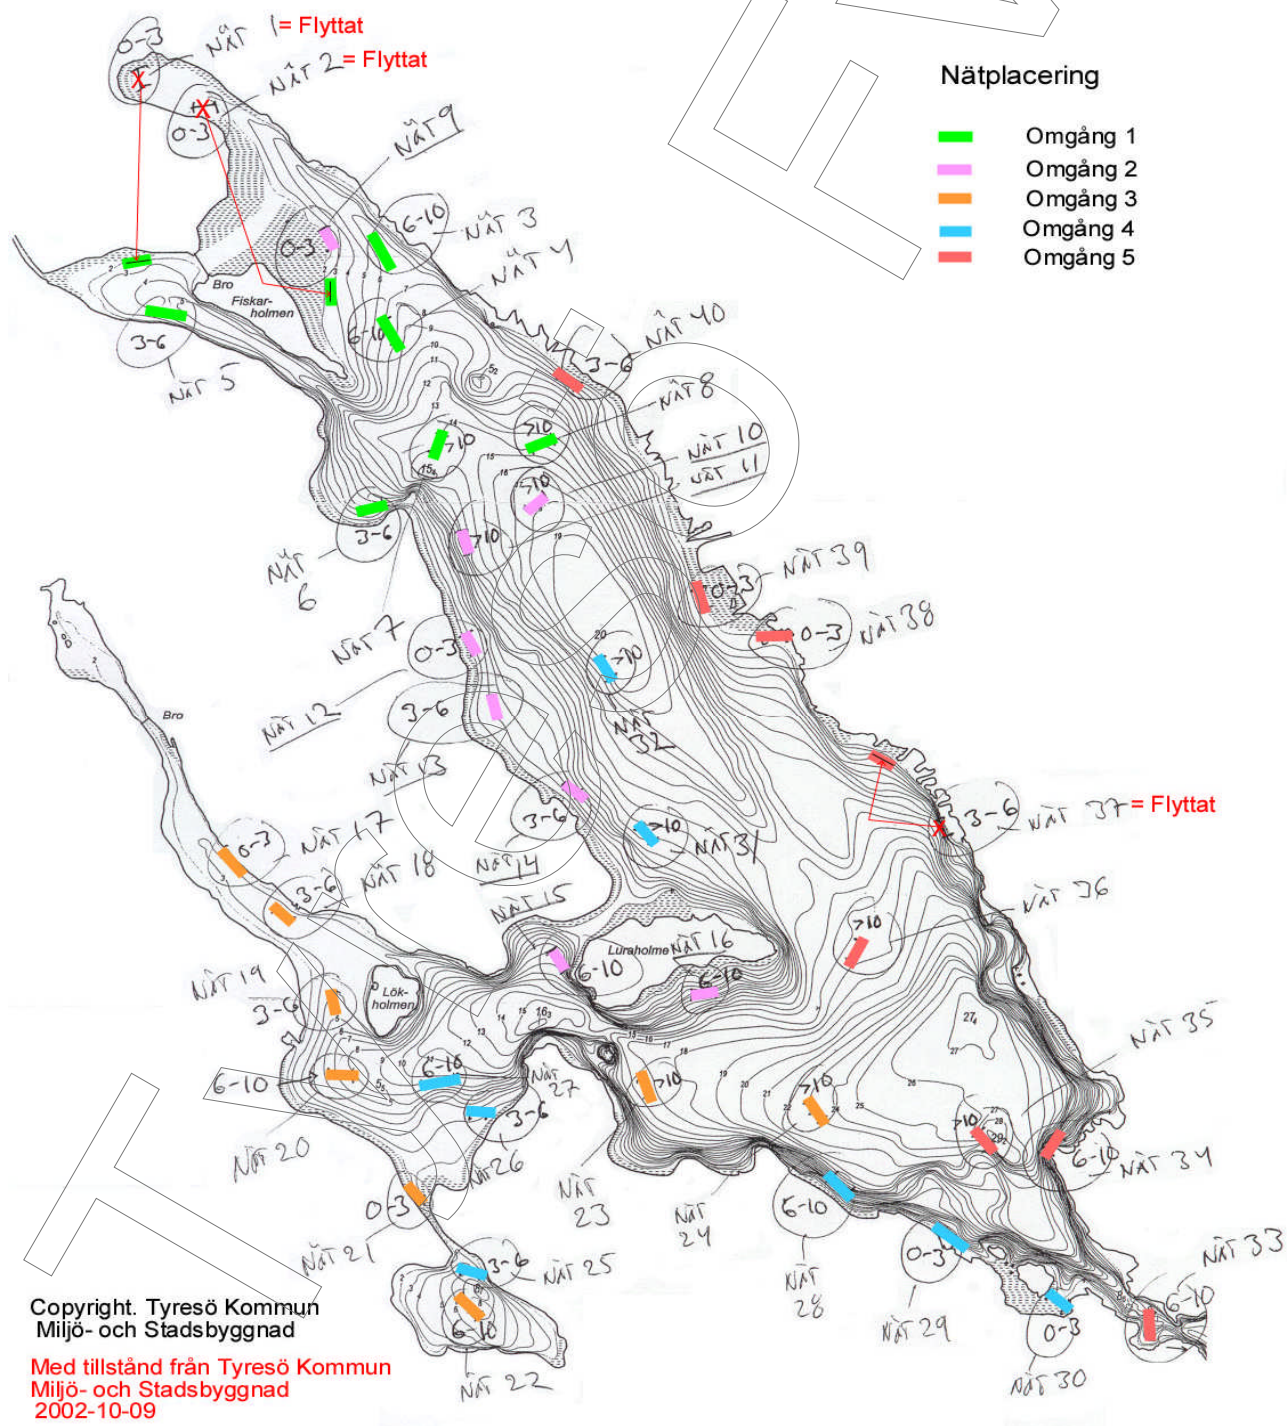 NÄT 1 = Flyttat
0-3
NÄT 2 = Flyttat
0-3
Nätplacering
Omgång 1
Omgång 2
Omgång 3
Omgång 4
Omgång 5
NÄT 9
0-3
6-10
NÄT 3
NÄT 4
6-10
Bro
Fiskar-
holmen
3-6
NÄT 5
NÄT 40
3-6
NÄT 8
>10
>10
NÄT 10
NÄT 11
>10
>10
3-6
NÄT
6
NÄT 7
NÄT 39
0-3
NÄT 38
0-3
0-3
NÄT 12
3-6
NÄT 13
>10
NÄT
32
Bro
3-6
NÄT 14
>10
NÄT 31
3-6
NÄT 37 = Flyttat
0-3
NÄT 17
3-6
NÄT 18
NÄT 15
6-10
Luraholme
NÄT 16
6-10
>10
NÄT 36
NÄT 19
3-6
Lök-
holmen
6-10
NÄT 20
6-10
NÄT
27
3-6
NÄT 26
>10
NÄT
23
>10
NÄT
24
NÄT 35
>10
6-10
NÄT 34
0-3
NÄT 21
3-6
NÄT 25
6-10
NÄT 22
6-10
NÄT
28
0-3
NÄT 29
0-3
NÄT 30
NÄT 33
6-10
Copyright. Tyresö Kommun
Miljö- och Stadsbyggnad
Med tillstånd från Tyresö Kommun
Miljö- och Stadsbyggnad
2002-10-09